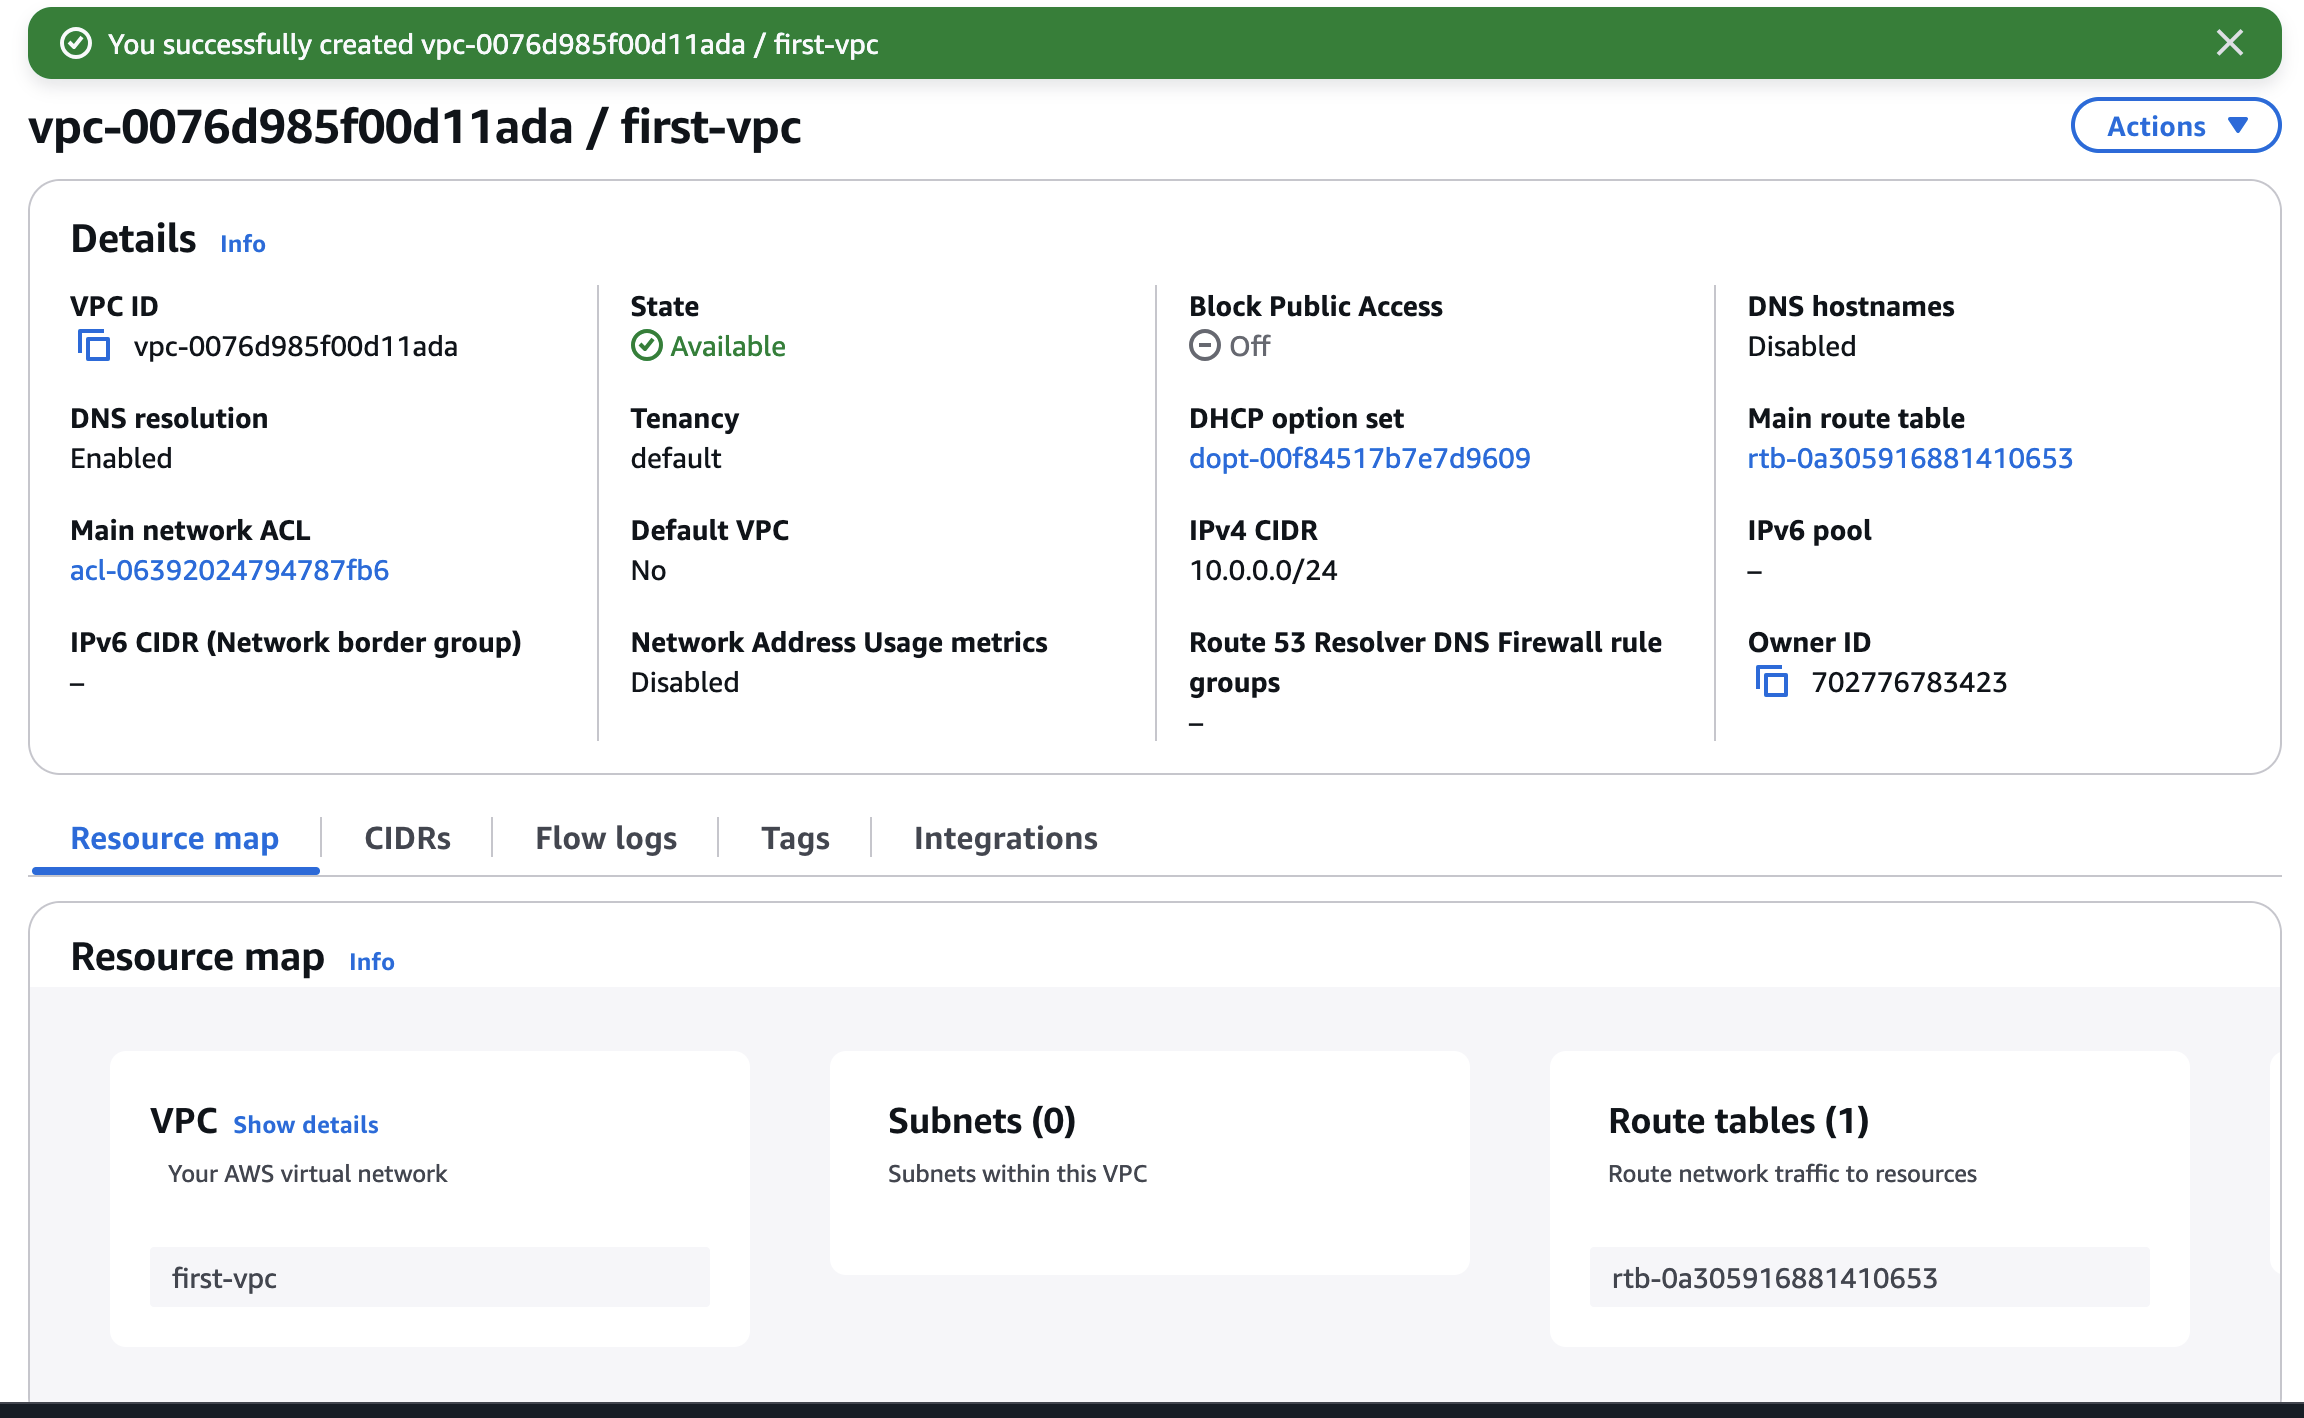 You successfully created vpc-0076d985f00d11ada / first-vpc
vpc-0076d985f00d11ada / first-vpc
Actions
Details Info
VPC ID
vpc-0076d985f00d11ada
State
Available
Block Public Access
Off
DNS hostnames
Disabled
DNS resolution
Enabled
Tenancy
default
DHCP option set
dopt-00f84517b7e7d9609
Main route table
rtb-0a305916881410653
Main network ACL
acl-06392024794787fb6
Default VPC
No
IPv4 CIDR
10.0.0.0/24
IPv6 pool
–
IPv6 CIDR (Network border group)
–
Network Address Usage metrics
Disabled
Route 53 Resolver DNS Firewall rule
groups
–
Owner ID
702776783423
Resource map
CIDRs
Flow logs
Tags
Integrations
Resource map Info
VPC Show details
Your AWS virtual network
first-vpc
Subnets (0)
Subnets within this VPC
Route tables (1)
Route network traffic to resources
rtb-0a305916881410653